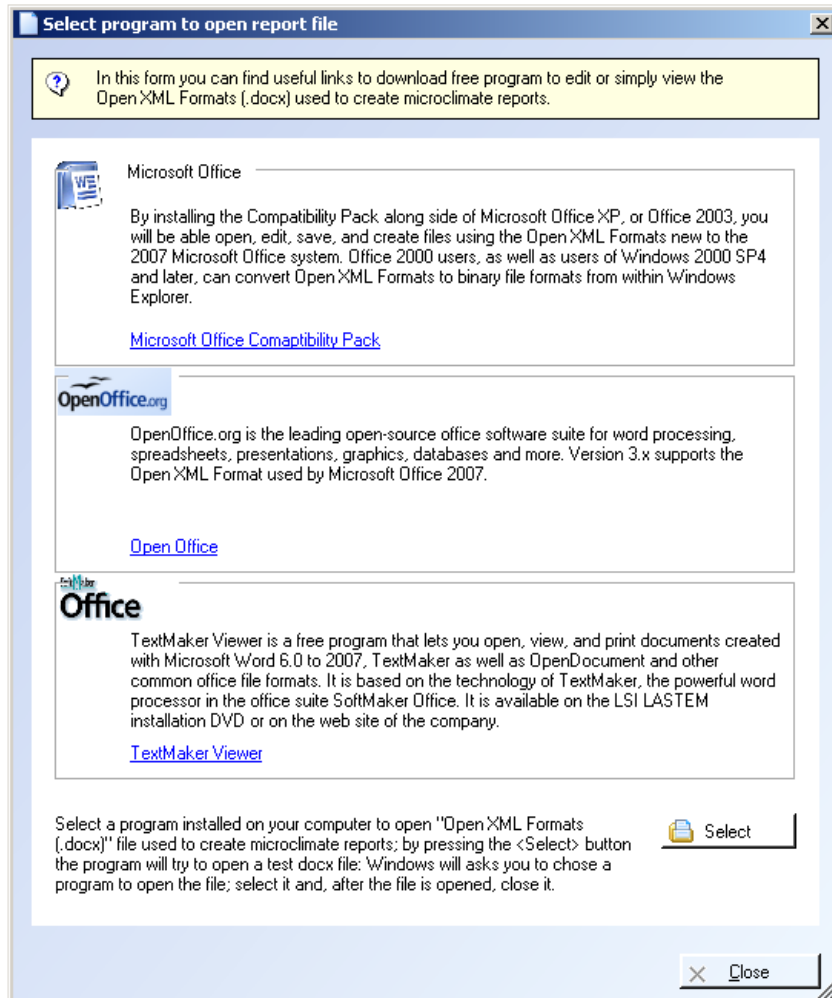 Select program to open report file
In this form you can find useful links to download free program to edit or simply view the
Open XML Formats (.docx) used to create microclimate reports.
Microsoft Office
By installing the Compatibility Pack along side of Microsoft Office XP, or Office 2003, you
will be able open, edit, save, and create files using the Open XML Formats new to the
2007 Microsoft Office system. Office 2000 users, as well as users of Windows 2000 SP4
and later, can convert Open XML Formats to binary file formats from within Windows
Explorer.
Microsoft Office Comaptibility Pack
OpenOffice.org
OpenOffice.org is the leading open-source office software suite for word processing,
spreadsheets, presentations, graphics, databases and more. Version 3.x supports the
Open XML Format used by Microsoft Office 2007.
Open Office
SoftMaker
Office
TextMaker Viewer is a free program that lets you open, view, and print documents created
with Microsoft Word 6.0 to 2007, TextMaker as well as OpenDocument and other
common office file formats. It is based on the technology of TextMaker, the powerful word
processor in the office suite SoftMaker Office. It is available on the LSI LASTEM
installation DVD or on the web site of the company.
TextMaker Viewer
Select a program installed on your computer to open "Open XML Formats
(.docx)" file used to create microclimate reports; by pressing the <Select> button
the program will try to open a test docx file: Windows will asks you to chose a
program to open the file; select it and, after the file is opened, close it.
Select
Close